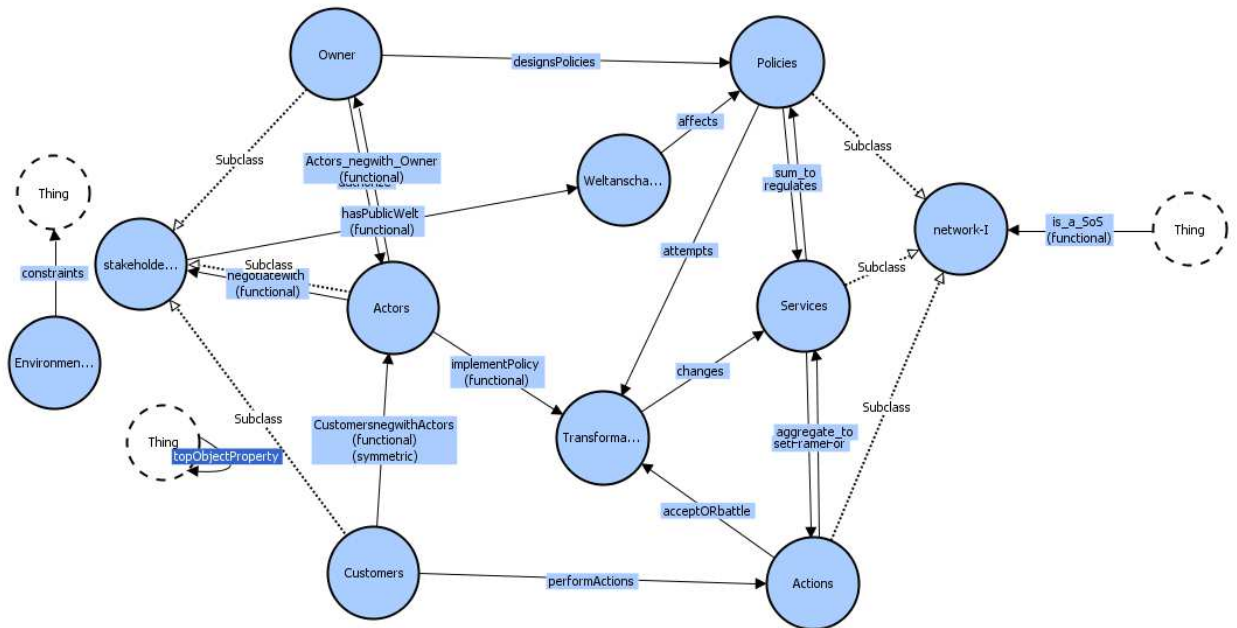 Owner
designsPolicies
Policies
affects
Subclass
Actors_negwith_Owner
(functional)
authorize
Subclass
sum_to
regulates
Thing
Weltanscha...
hasPublicWelt
(functional)
network-I
is_a_SoS
(functional)
Thing
attempts
stakeholde...
Subclass
negotiatewith
(functional)
constraints
Subclass
Actors
Services
Environmen...
implementPolicy
(functional)
changes
Subclass
Subclass
CustomersnegwithActors
(functional)
(symmetric)
Thing
topObjectProperty
Transforma...
aggregate_to
setFrameFor
acceptORbattle
Customers
performActions
Actions